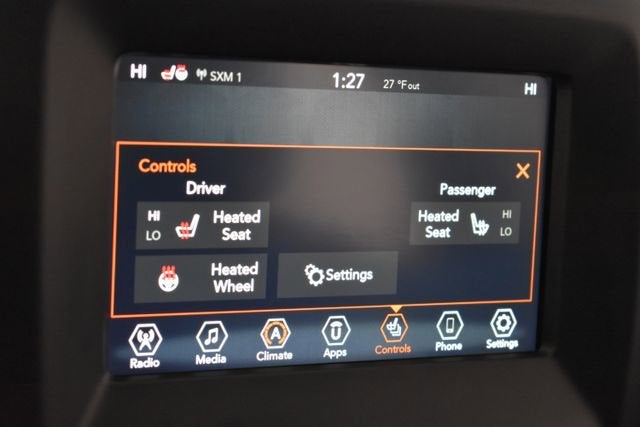 HI SXM 1 1:27 27 °F out HI
Controls X
Driver Passenger
HI
LO
Heated
Seat
Heated
Seat
HI
LO
Heated
Wheel
Settings
Radio Media Climate Apps Controls Phone Settings